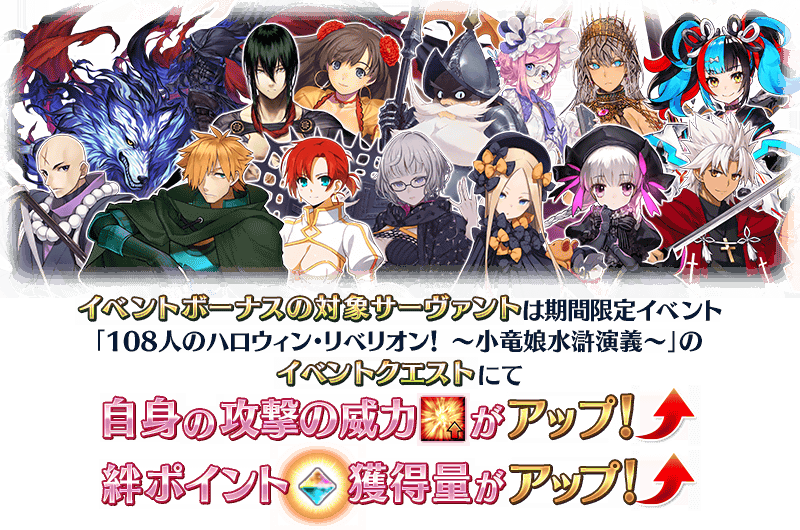 イベントボーナスの対象サーヴァントは期間限定イベント
「108人のハロウィン・リベリオン! ～小竜娘水滸演義～」の
イベントクエストにて
自身の攻撃の威力がアップ!
絆ポイント獲得量がアップ!